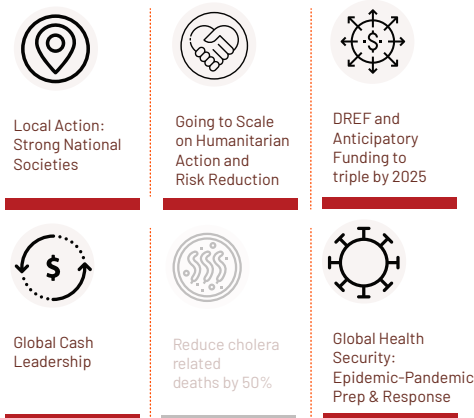 Local Action:
Strong National
Societies
Going to Scale
on Humanitarian
Action and
Risk Reduction
$
DREF and
Anticipatory
Funding to
triple by 2025
$
Global Cash
Leadership
Reduce cholera
related
deaths by 50%
Global Health
Security:
Epidemic-Pandemic
Prep & Response